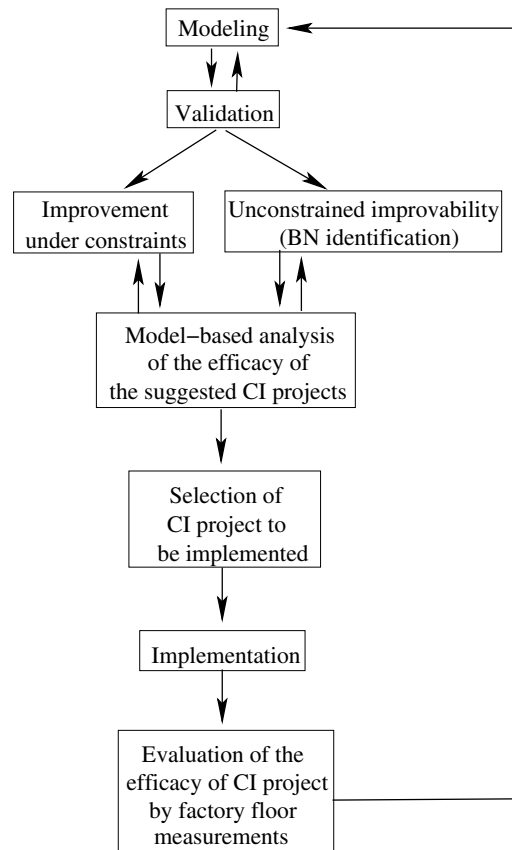 Modeling
Validation
Improvement
under constraints
Unconstrained improvability
(BN identification)
Model−based analysis
of the efficacy of
the suggested CI projects
Selection of
CI project to
be implemented
Implementation
Evaluation of the
efficacy of CI project
by factory floor
measurements